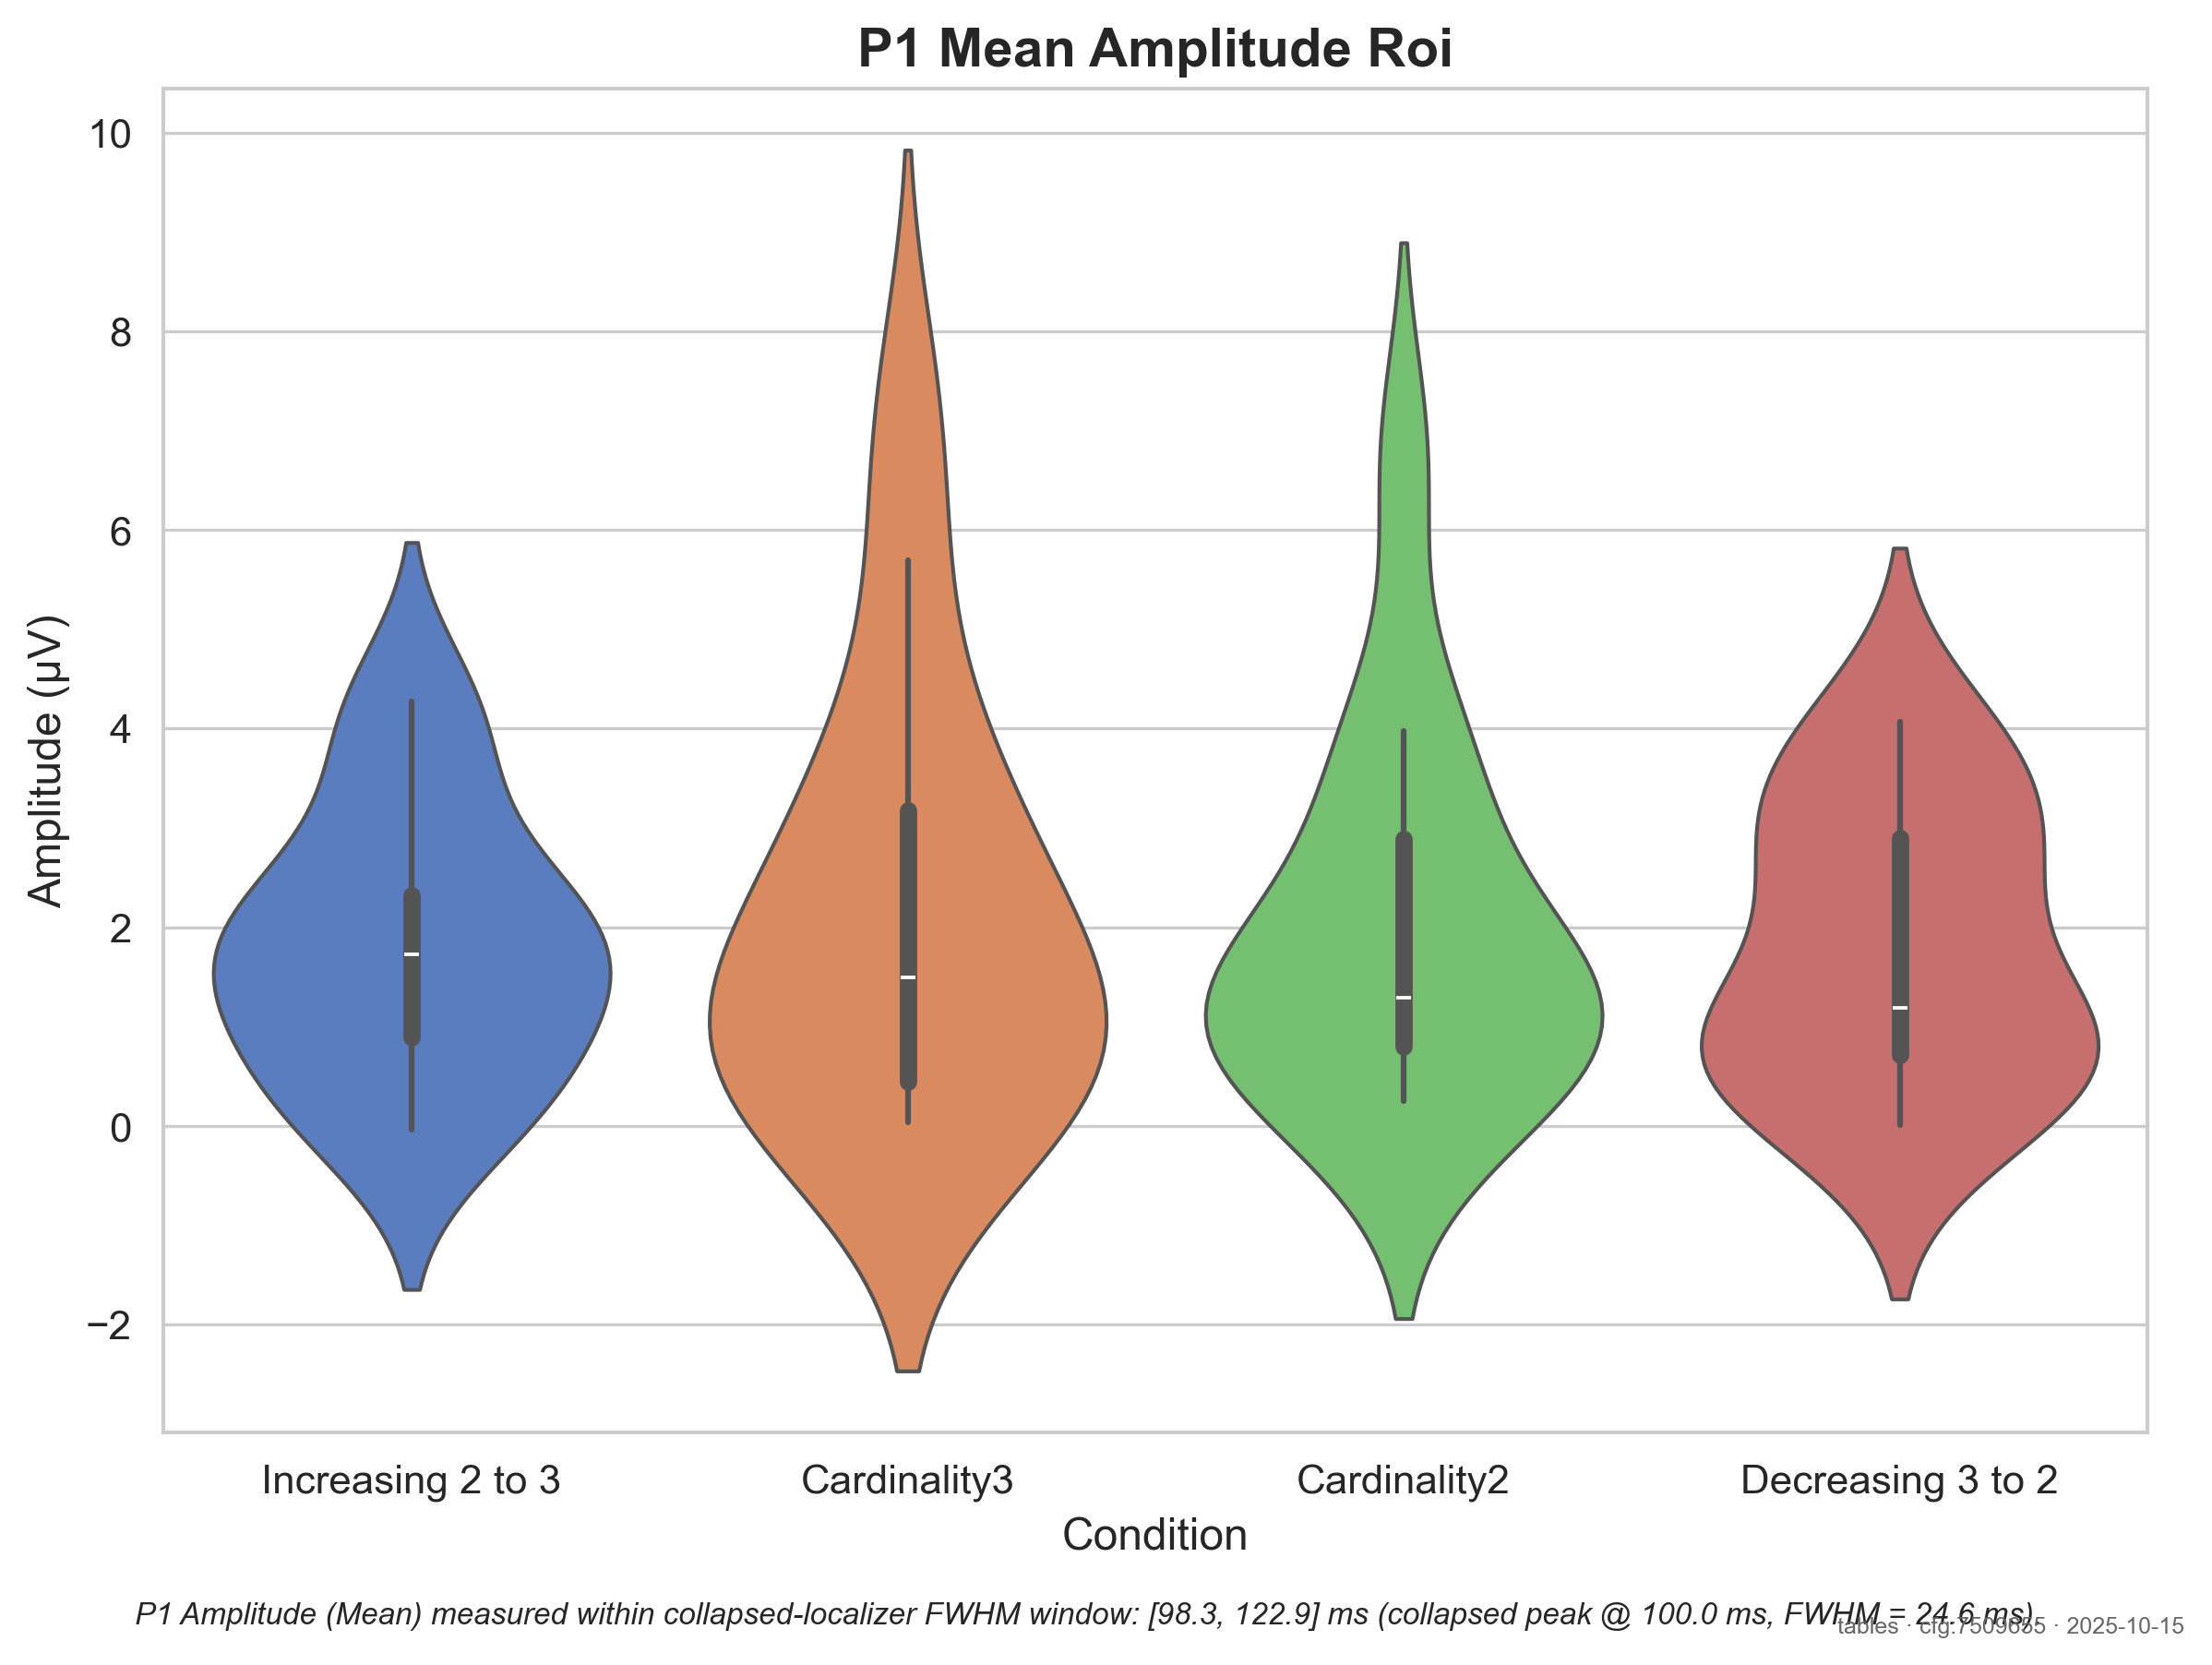 P1 Mean Amplitude Roi
10
8
6
4
2
0
−2
Amplitude (µV)
Increasing 2 to 3
Cardinality3
Cardinality2
Decreasing 3 to 2
Condition
P1 Amplitude (Mean) measured within collapsed-localizer FWHM window: [98.3, 122.9] ms (collapsed peak @ 100.0 ms, FWHM = 24.6 ms).
tables · cfg:7509655 · 2025-10-15